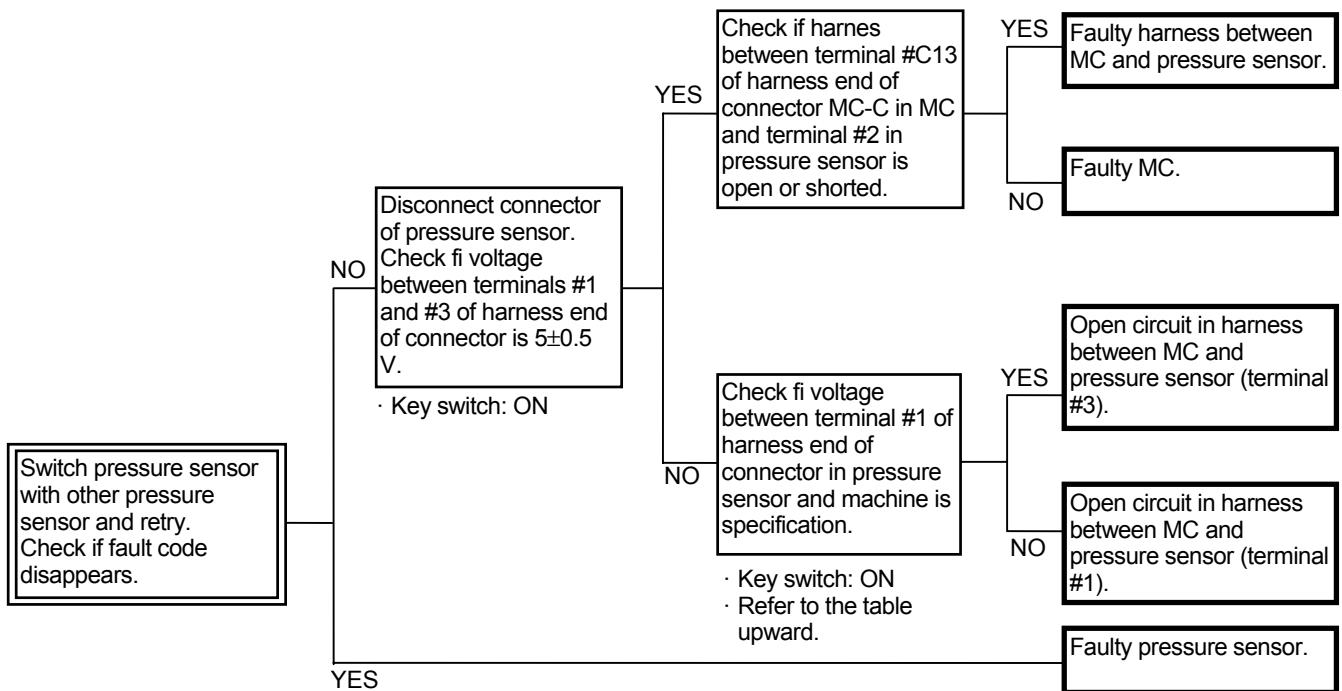 Switch pressure sensor
with other pressure
sensor and retry.
Check if fault code
disappears.
NO
Disconnect connector
of pressure sensor.
Check fi voltage
between terminals #1
and #3 of harness end
of connector is 5±0.5
V.
· Key switch: ON
YES
Check if harnes
between terminal #C13
of harness end of
connector MC-C in MC
and terminal #2 in
pressure sensor is
open or shorted.
YES
Faulty harness between
MC and pressure sensor.
NO
Faulty MC.
NO
Check fi voltage
between terminal #1 of
harness end of
connector in pressure
sensor and machine is
specification.
· Key switch: ON
· Refer to the table
upward.
YES
Open circuit in harness
between MC and
pressure sensor (terminal
#3).
NO
Open circuit in harness
between MC and
pressure sensor (terminal
#1).
YES
Faulty pressure sensor.